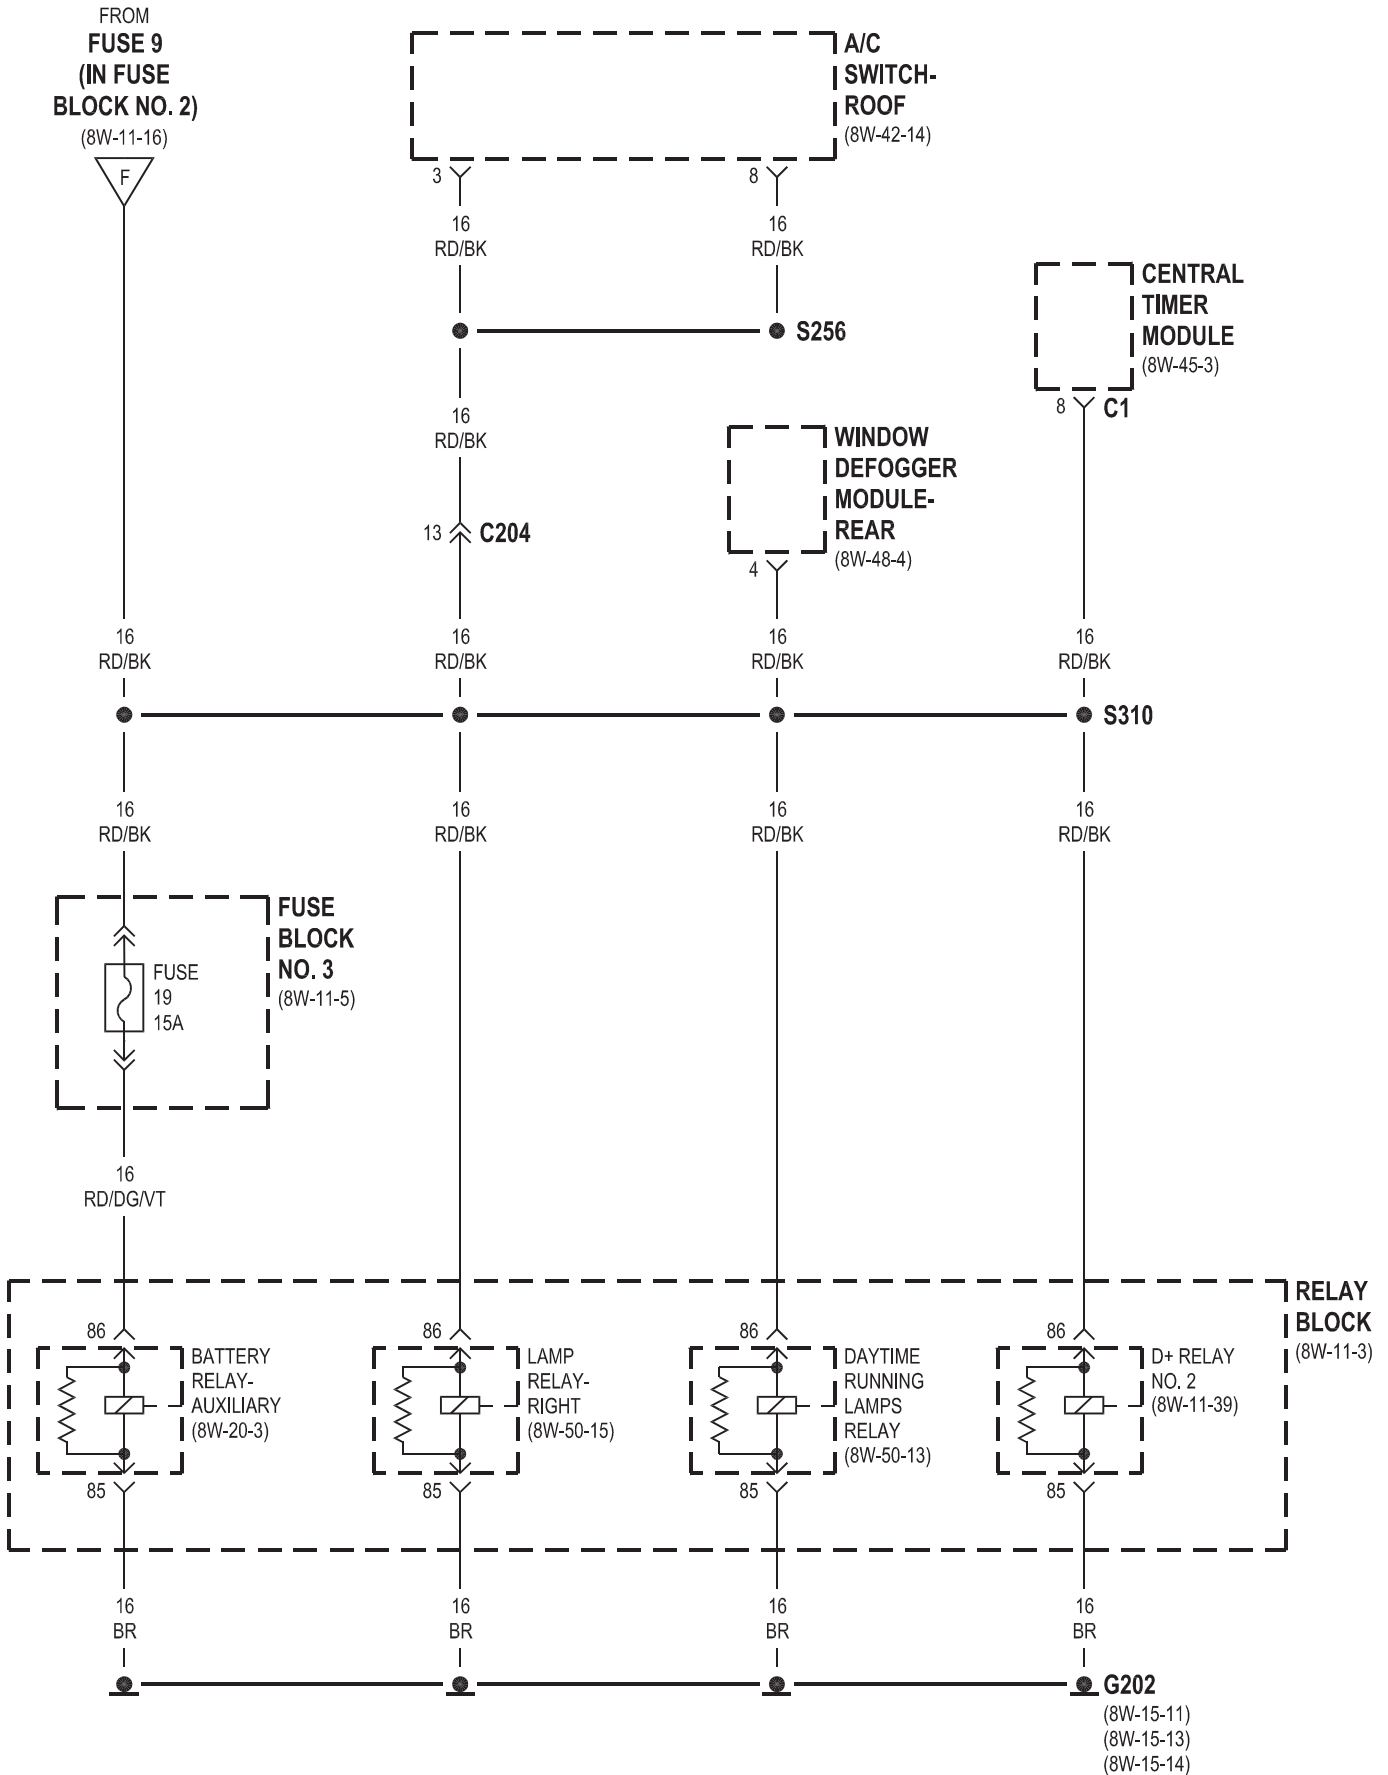 FROM
FUSE 9
(IN FUSE
BLOCK NO. 2)
(8W-11-16)
F
A/C
SWITCH-
ROOF
(8W-42-14)
3
8
16
RD/BK
16
RD/BK
S256
CENTRAL
TIMER
MODULE
(8W-45-3)
8
C1
16
RD/BK
WINDOW
DEFOGGER
MODULE-
REAR
(8W-48-4)
4
13
C204
16
RD/BK
16
RD/BK
16
RD/BK
16
RD/BK
S310
16
RD/BK
16
RD/BK
16
RD/BK
16
RD/BK
FUSE
BLOCK
NO. 3
(8W-11-5)
FUSE
19
15A
16
RD/DG/VT
RELAY
BLOCK
(8W-11-3)
86
BATTERY
RELAY-
AUXILIARY
(8W-20-3)
85
86
LAMP
RELAY-
RIGHT
(8W-50-15)
85
86
DAYTIME
RUNNING
LAMPS
RELAY
(8W-50-13)
85
86
D+ RELAY
NO. 2
(8W-11-39)
85
16
BR
16
BR
16
BR
16
BR
G202
(8W-15-11)
(8W-15-13)
(8W-15-14)